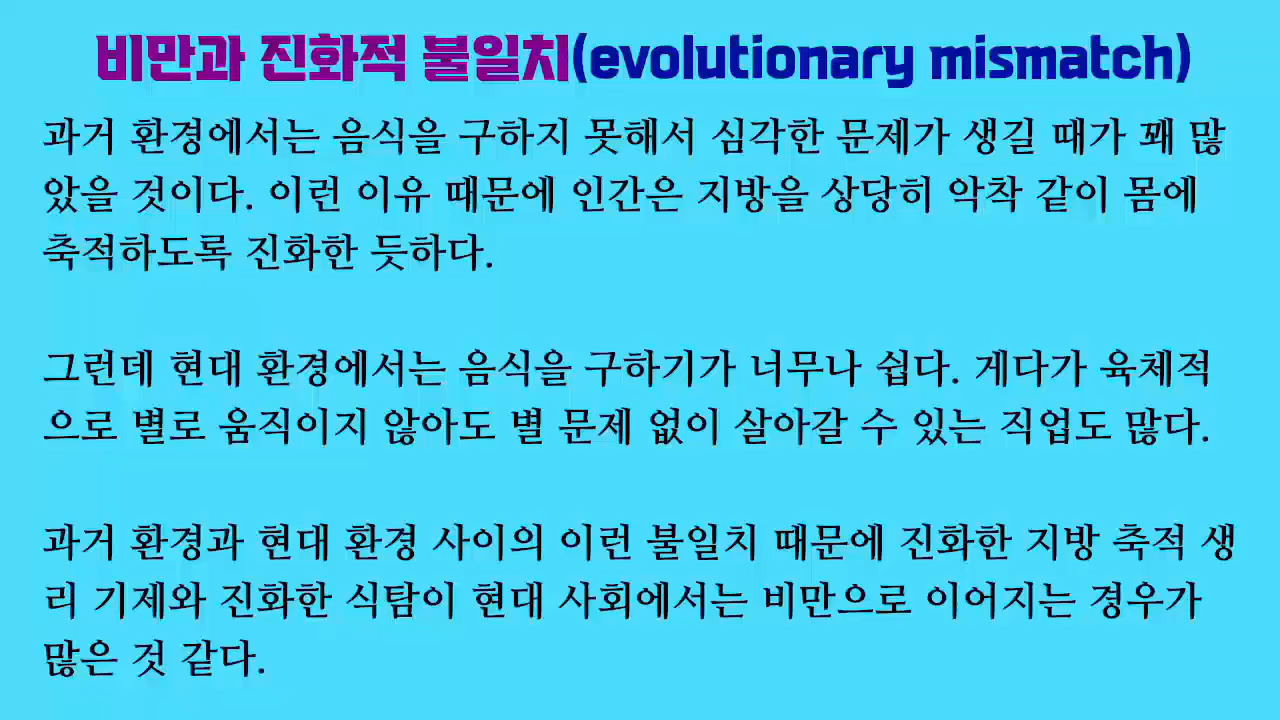 비만과 진화적 불일치(evolutionary mismatch)
과거 환경에서는 음식을 구하지 못해서 심각한 문제가 생길 때가 꽤 많
았을 것이다. 이런 이유 때문에 인간은 지방을 상당히 악착 같이 몸에
축적하도록 진화한 듯하다.
그런데 현대 환경에서는 음식을 구하기가 너무나 쉽다. 게다가 육체적
으로 별로 움직이지 않아도 별 문제 없이 살아갈 수 있는 직업도 많다.
과거 환경과 현대 환경 사이의 이런 불일치 때문에 진화한 지방 축적 생
리 기제와 진화한 식탐이 현대 사회에서는 비만으로 이어지는 경우가
많은 것 같다.